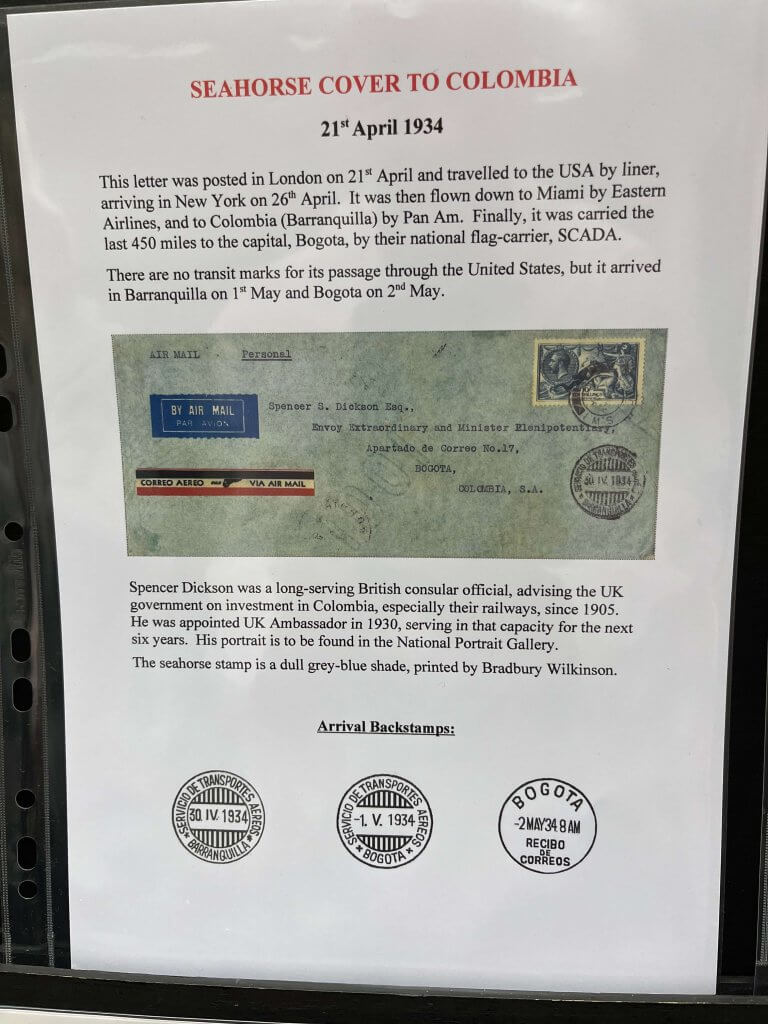 SEAHORSE COVER TO COLOMBIA
21st April 1934
This letter was posted in London on 21st April and travelled to the USA by liner,
arriving in New York on 26th April. It was then flown down to Miami by Eastern
Airlines, and to Colombia (Barranquilla) by Pan Am. Finally, it was carried the
last 450 miles to the capital, Bogota, by their national flag-carrier, SCADA.
There are no transit marks for its passage through the United States, but it arrived
in Barranquilla on 1st May and Bogota on 2nd May.
AIR MAIL . Personal
BY AIR MAIL
PAR AVION
Spencer S. Dickson Esq.,
Envoy Extraordinary and Minister Plenipotentiary,
Apartado de Correo No.17,
BOGOTA,
COLOMBIA, S.A.
CORREO AEREO VIA AIR MAIL
SERVICIO DE TRANSPORTES
30 IV. 1934
BARRANQUILLA
Spencer Dickson was a long-serving British consular official, advising the UK
government on investment in Colombia, especially their railways, since 1905.
He was appointed UK Ambassador in 1930, serving in that capacity for the next
six years. His portrait is to be found in the National Portrait Gallery.
The seahorse stamp is a dull grey-blue shade, printed by Bradbury Wilkinson.
Arrival Backstamps:
SERVICIO DE TRANSPORTES AEREOS
30. IV. 1934
* BARRANQUILLA *
SERVICIO DE TRANSPORTES AEREOS
-1. V. 1934
* BOGOTA *
BOGOTA
-2 MAY 34. 8 AM
RECIBO
DE
CORREOS